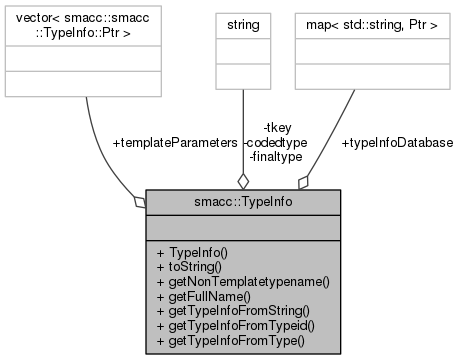 vector< smacc::smacc
::TypeInfo::Ptr >
string
map< std::string, Ptr >
+templateParameters
-tkey
-codedtype
-finaltype
+typeInfoDatabase
smacc::TypeInfo
+ TypeInfo()
+ toString()
+ getNonTemplatetypename()
+ getFullName()
+ getTypeInfoFromString()
+ getTypeInfoFromTypeid()
+ getTypeInfoFromType()